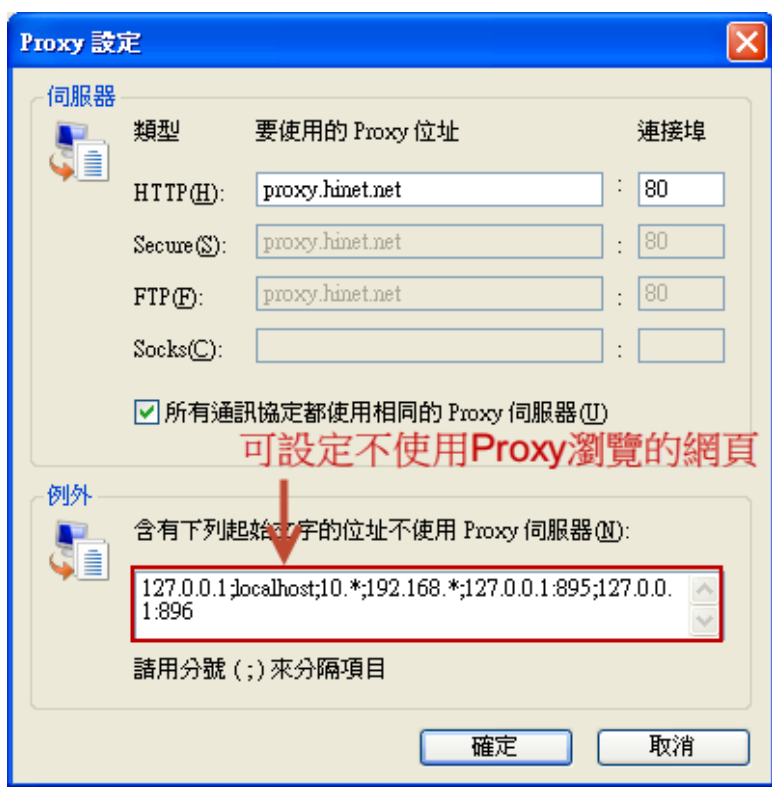 Proxy 設定
伺服器
類型 要使用的 Proxy 位址 連接埠
HTTP(H): proxy.hinet.net : 80
Secure(S): proxy.hinet.net : 80
FTP(F): proxy.hinet.net : 80
Socks(C): :
所有通訊協定都使用相同的 Proxy 伺服器(U)
可設定不使用Proxy瀏覽的網頁
例外
含有下列起始文字的位址不使用 Proxy 伺服器(N):
127.0.0.1;localhost;10.*;192.168.*;127.0.0.1:895;127.0.0.
1:896
請用分號 ( ; ) 來分隔項目
確定 取消